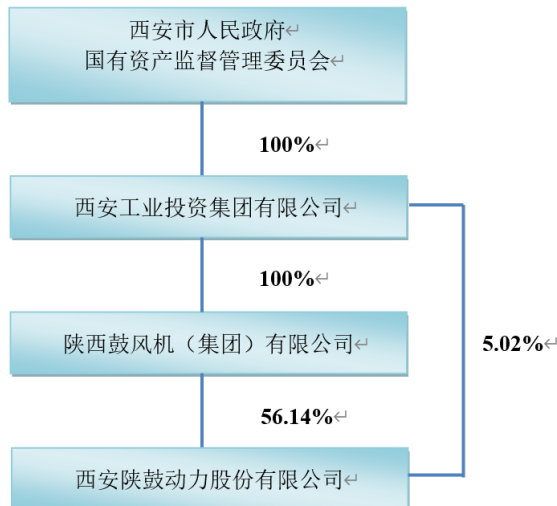 西安市人民政府
国有资产监督管理委员会
100%
西安工业投资集团有限公司
100%
陕西鼓风机（集团）有限公司
5.02%
56.14%
西安陕鼓动力股份有限公司